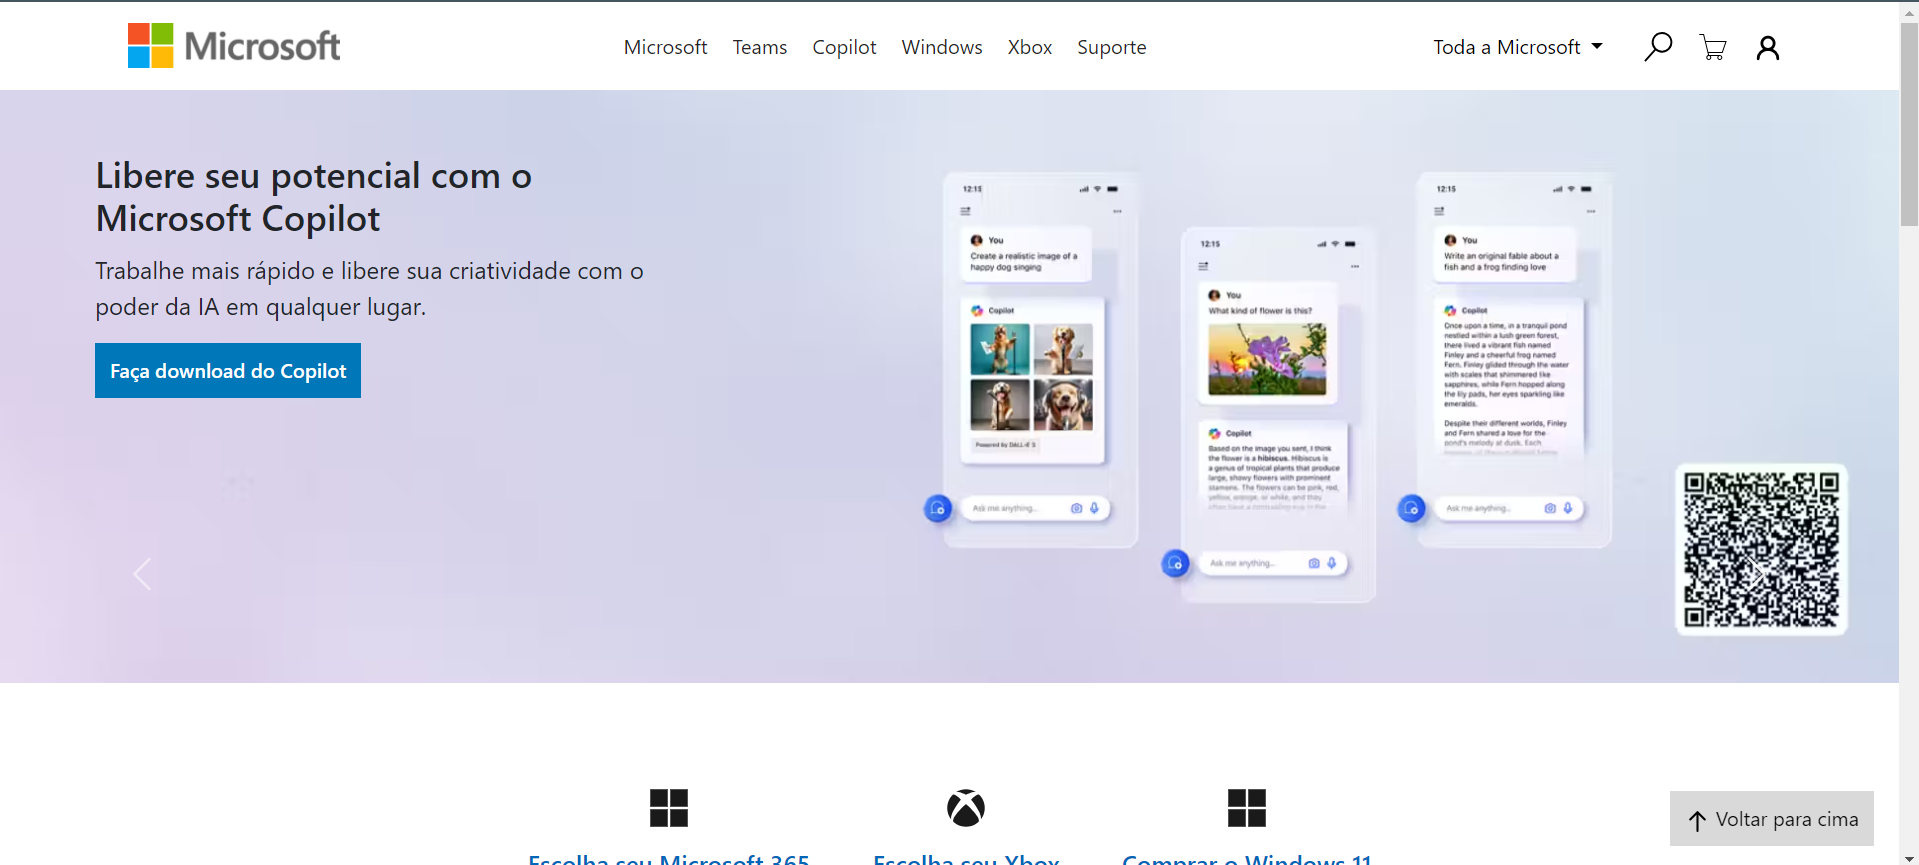 Microsoft
Microsoft Teams Copilot Windows Xbox Suporte
Toda a Microsoft
Libere seu potencial com o
Microsoft Copilot
Trabalhe mais rápido e libere sua criatividade com o
poder da IA em qualquer lugar.
Faça download do Copilot
12:15
You
Create a realistic image of a
happy dog singing
Copilot
Powered by DALL-E 3
Ask me anything...
12:15
You
What kind of flower is this?
Copilot
Based on the image you sent, I think
the flower is a hibiscus. Hibiscus is
a genus of tropical plants that produce
large, showy flowers with prominent
stamens. The flowers can be pink, red,
yellow, orange, or white, and they
often have a contrasting eye in the
Ask me anything...
12:15
You
Write an original fable about a
fish and a frog finding love
Copilot
Once upon a time, in a tranquil pond
nestled within a lush green forest,
there lived a vibrant fish named
Finley and a cheerful frog named
Fern. Finley glided through the water
with scales that shimmered like
sapphires, while Fern hopped along
the lily pads, her eyes sparkling like
emeralds.
Despite their different worlds, Finley
and Fern shared a love for the
pond's melody at dusk. Each
Ask me anything...
Escolha seu Microsoft 365
Escolha seu Xbox
Comprar o Windows 11
Voltar para cima